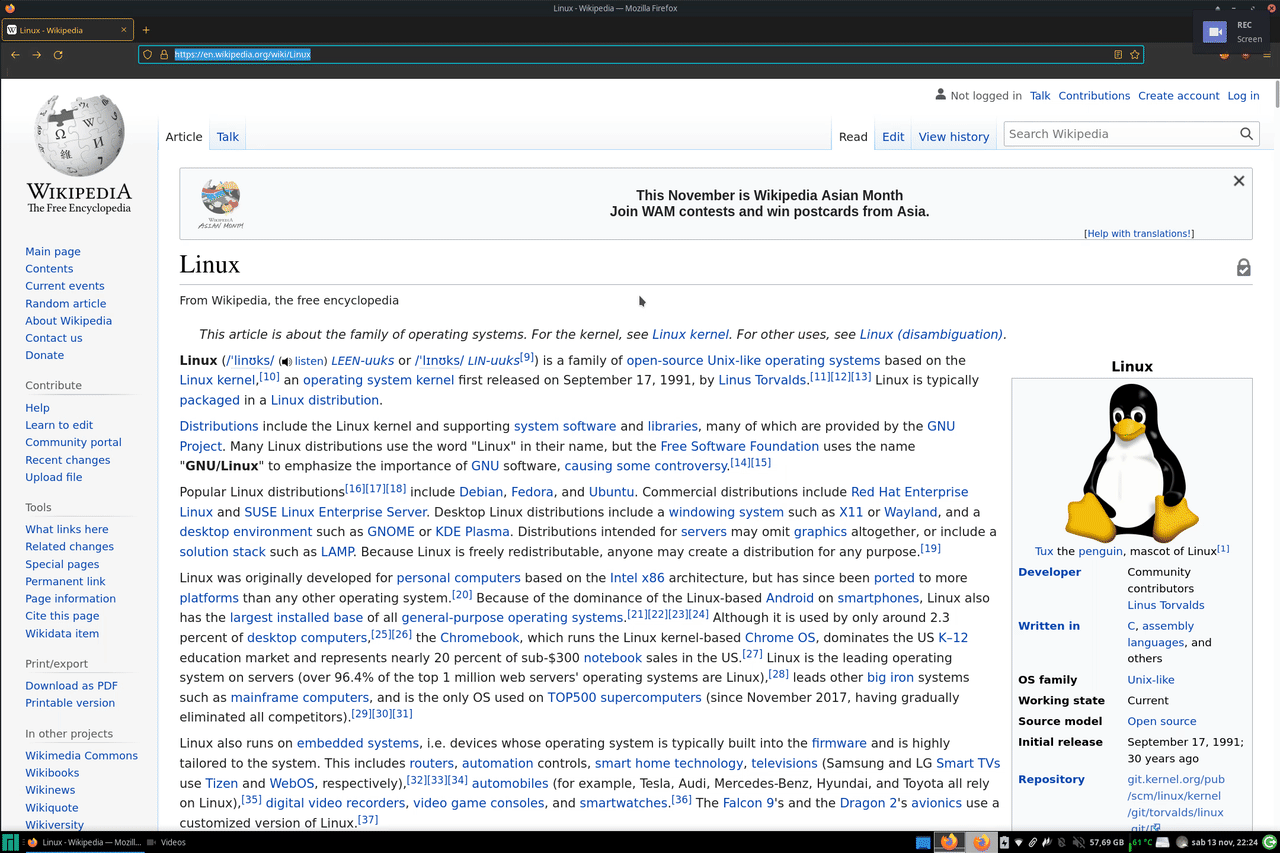 Linux - Wikipedia — Mozilla Firefox
Linux - Wikipedia
REC
Screen
https://en.wikipedia.org/wiki/Linux
Not logged in Talk Contributions Create account Log in
Article Talk Read Edit View history Search Wikipedia
WIKIPEDIA
The Free Encyclopedia
This November is Wikipedia Asian Month
Join WAM contests and win postcards from Asia.
WIKIPEDIA
ASIAN MONTH
[Help with translations!]
Main page
Contents
Current events
Random article
About Wikipedia
Contact us
Donate
Contribute
Help
Learn to edit
Community portal
Recent changes
Upload file
Tools
What links here
Related changes
Special pages
Permanent link
Page information
Cite this page
Wikidata item
Print/export
Download as PDF
Printable version
In other projects
Wikimedia Commons
Wikibooks
Wikinews
Wikiquote
Wikiversity
Linux
From Wikipedia, the free encyclopedia
This article is about the family of operating systems. For the kernel, see Linux kernel. For other uses, see Linux (disambiguation).
Linux (/ˈlinʊks/ (listen) LEEN-uuks or /ˈlɪnʊks/ LIN-uuks[9]) is a family of open-source Unix-like operating systems based on the
Linux kernel,[10] an operating system kernel first released on September 17, 1991, by Linus Torvalds.[11][12][13] Linux is typically
packaged in a Linux distribution.
Distributions include the Linux kernel and supporting system software and libraries, many of which are provided by the GNU
Project. Many Linux distributions use the word "Linux" in their name, but the Free Software Foundation uses the name
"GNU/Linux" to emphasize the importance of GNU software, causing some controversy.[14][15]
Popular Linux distributions[16][17][18] include Debian, Fedora, and Ubuntu. Commercial distributions include Red Hat Enterprise
Linux and SUSE Linux Enterprise Server. Desktop Linux distributions include a windowing system such as X11 or Wayland, and a
desktop environment such as GNOME or KDE Plasma. Distributions intended for servers may omit graphics altogether, or include a
solution stack such as LAMP. Because Linux is freely redistributable, anyone may create a distribution for any purpose.[19]
Linux was originally developed for personal computers based on the Intel x86 architecture, but has since been ported to more
platforms than any other operating system.[20] Because of the dominance of the Linux-based Android on smartphones, Linux also
has the largest installed base of all general-purpose operating systems.[21][22][23][24] Although it is used by only around 2.3
percent of desktop computers,[25][26] the Chromebook, which runs the Linux kernel-based Chrome OS, dominates the US K–12
education market and represents nearly 20 percent of sub-$300 notebook sales in the US.[27] Linux is the leading operating
system on servers (over 96.4% of the top 1 million web servers' operating systems are Linux),[28] leads other big iron systems
such as mainframe computers, and is the only OS used on TOP500 supercomputers (since November 2017, having gradually
eliminated all competitors).[29][30][31]
Linux also runs on embedded systems, i.e. devices whose operating system is typically built into the firmware and is highly
tailored to the system. This includes routers, automation controls, smart home technology, televisions (Samsung and LG Smart TVs
use Tizen and WebOS, respectively),[32][33][34] automobiles (for example, Tesla, Audi, Mercedes-Benz, Hyundai, and Toyota all rely
on Linux),[35] digital video recorders, video game consoles, and smartwatches.[36] The Falcon 9's and the Dragon 2's avionics use a
customized version of Linux.[37]
Linux
Tux the penguin, mascot of Linux[1]
Developer Community
contributors
Linus Torvalds
Written in C, assembly
languages, and
others
OS family Unix-like
Working state Current
Source model Open source
Initial release September 17, 1991;
30 years ago
Repository git.kernel.org/pub
/scm/linux/kernel
/git/torvalds/linux
.git/
Linux - Wikipedia — Mozill... Videos 57,69 GB 61 °C sab 13 nov, 22:24